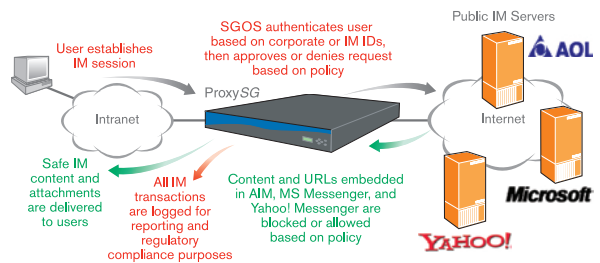 Public IM Servers
SGOS authenticates user
based on corporate or IM IDs,
then approves or denies request
based on policy
User establishes
IM session
AOL
ProxySG
Intranet
Internet
Microsoft
Safe IM
content and
attachments
are delivered
to users
All IM
transactions
are logged for
reporting and
regulatory
compliance purposes
Content and URLs embedded
in AIM, MS Messenger, and
Yahoo! Messenger are
blocked or allowed
based on policy
YAHOO!